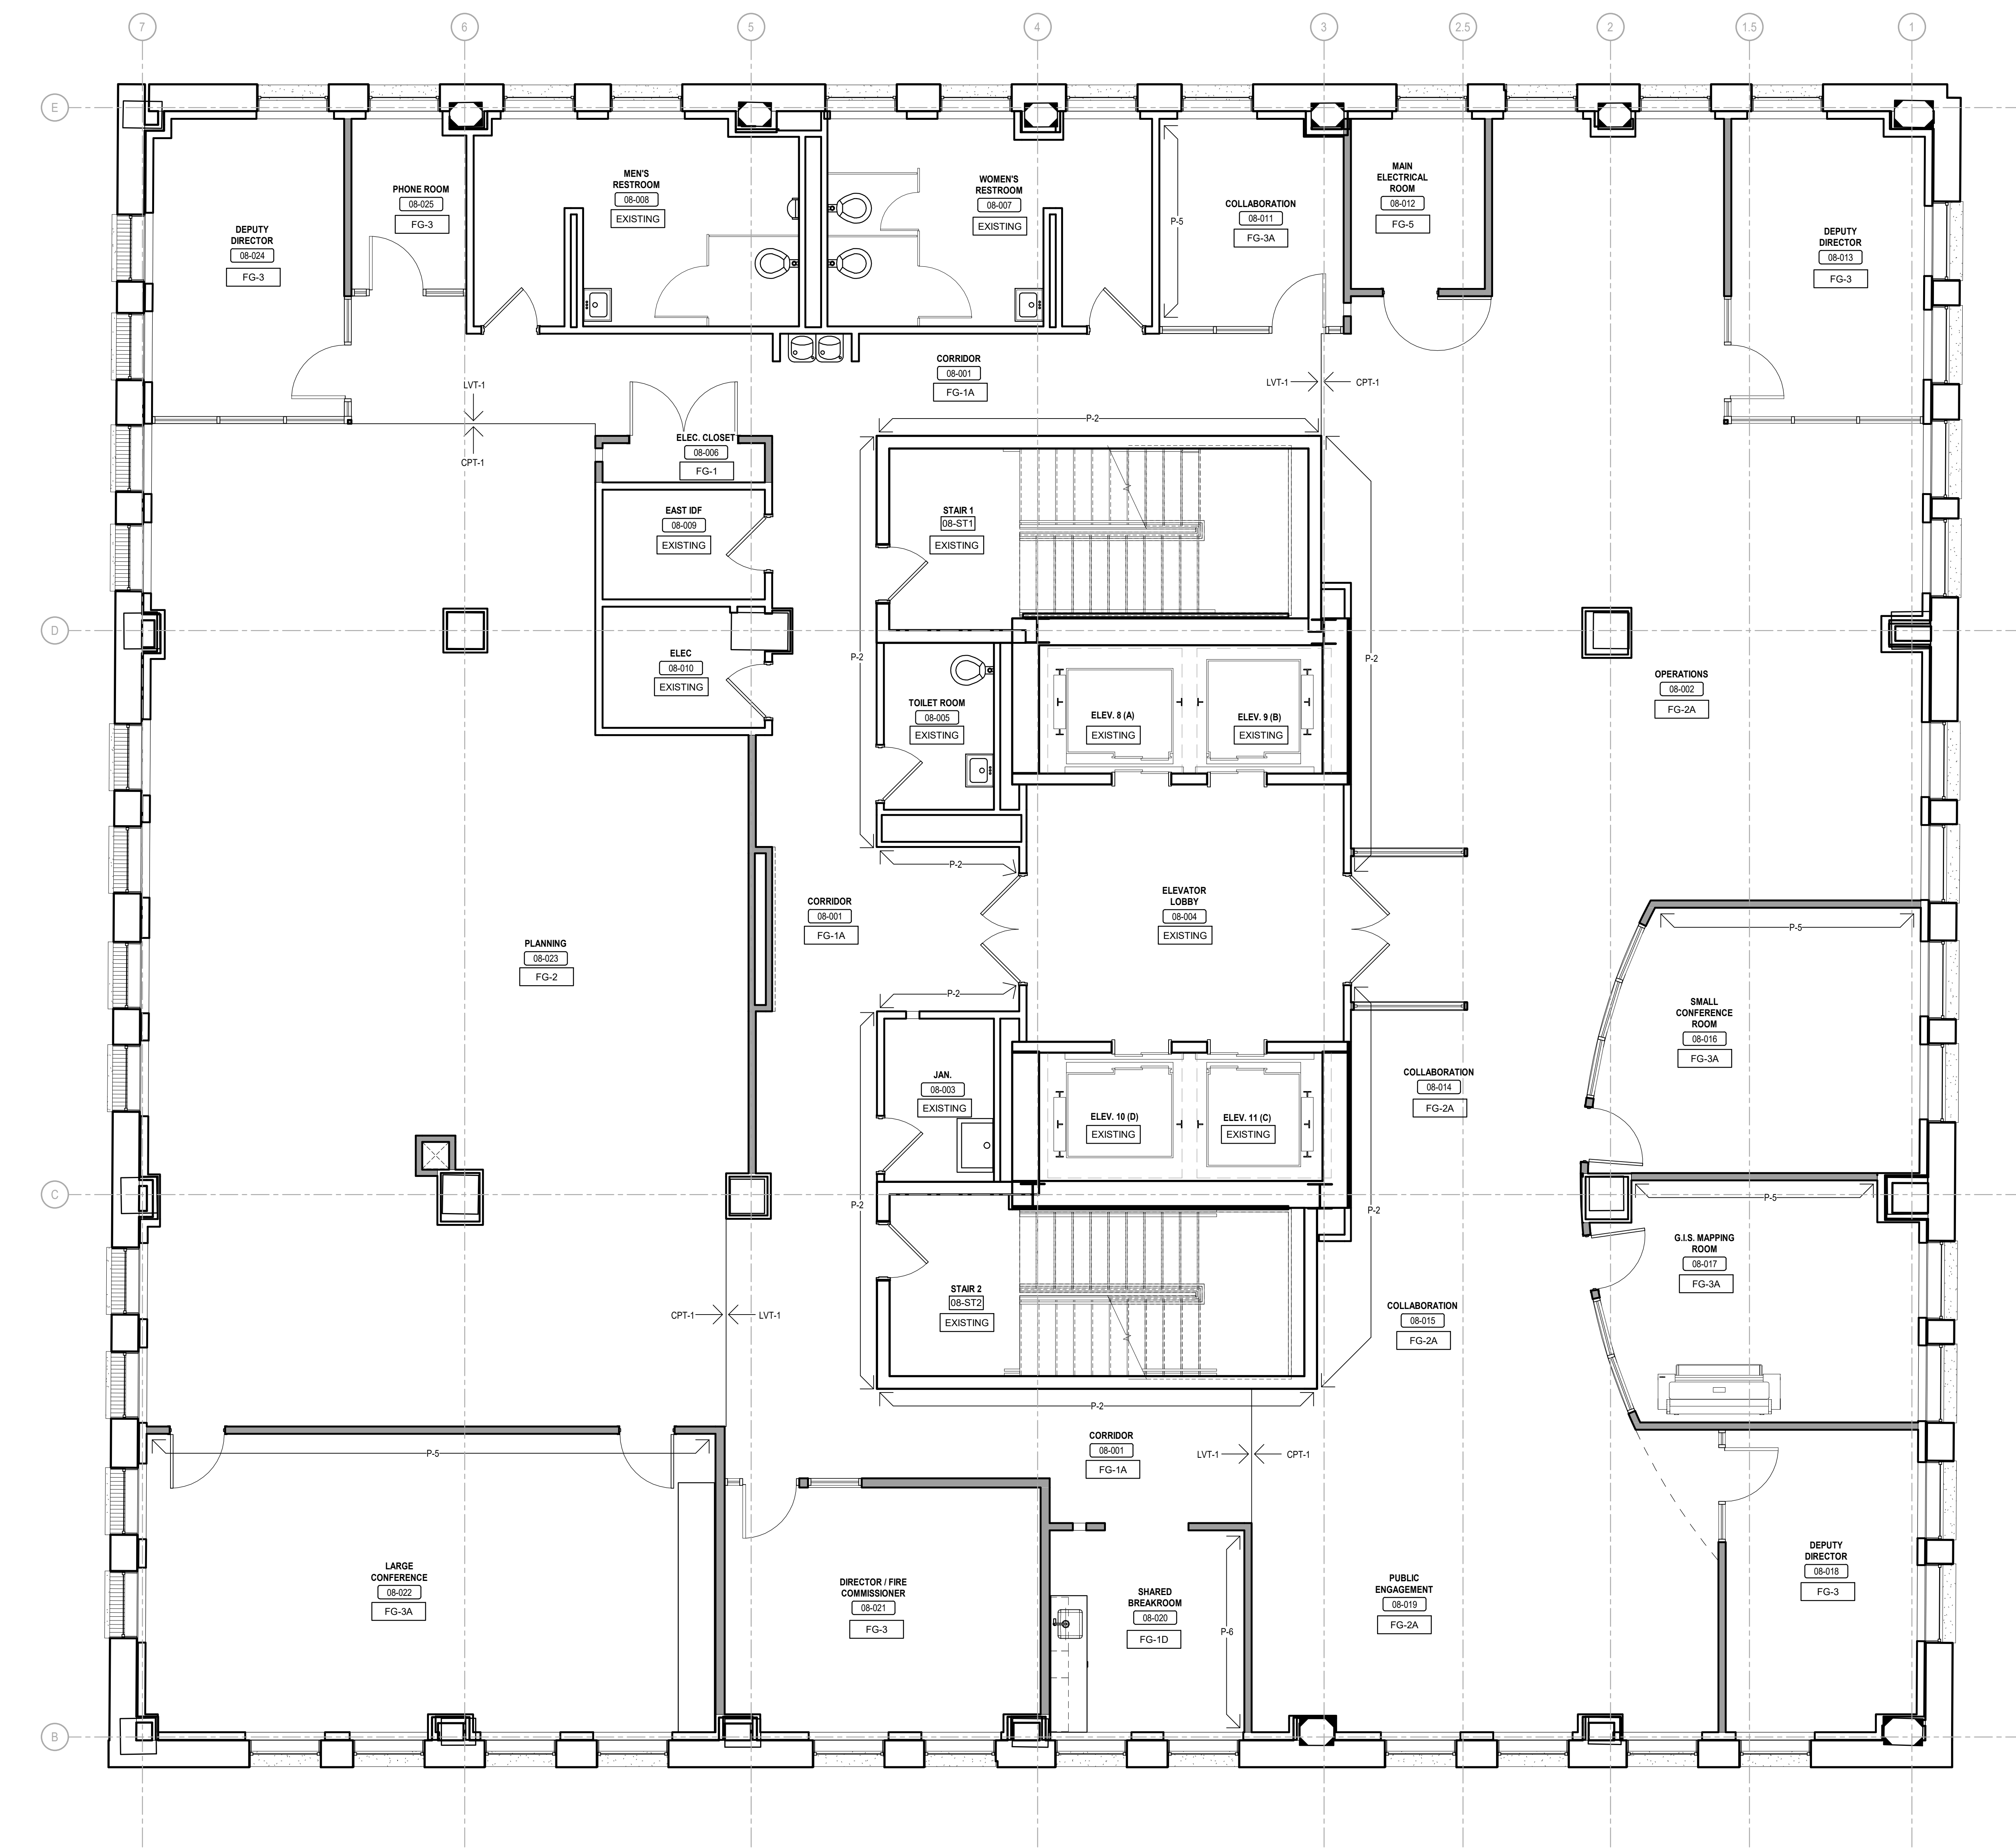 7
6
5
4
3
2.5
2
1.5
1
E
MEN'S
RESTROOM
08-008
EXISTING
WOMEN'S
RESTROOM
08-007
EXISTING
MAIN
ELECTRICAL
ROOM
08-012
FG-5
PHONE ROOM
08-025
FG-3
COLLABORATION
08-011
FG-3A
P-5
DEPUTY
DIRECTOR
08-024
FG-3
DEPUTY
DIRECTOR
08-013
FG-3
CORRIDOR
08-001
FG-1A
LVT-1
CPT-1
LVT-1
CPT-1
P-2
ELEC. CLOSET
08-006
FG-1
EAST IDF
08-009
EXISTING
STAIR 1
08-ST1
EXISTING
D
ELEC
08-010
EXISTING
P-2
P-2
TOILET ROOM
08-005
EXISTING
ELEV. 8 (A)
EXISTING
ELEV. 9 (B)
EXISTING
OPERATIONS
08-002
FG-2A
P-2
ELEVATOR
LOBBY
08-004
EXISTING
CORRIDOR
08-001
FG-1A
PLANNING
08-023
FG-2
P-5
P-2
SMALL
CONFERENCE
ROOM
08-016
FG-3A
JAN.
08-003
EXISTING
COLLABORATION
08-014
FG-2A
ELEV. 10 (D)
EXISTING
ELEV. 11 (C)
EXISTING
C
P-2
P-2
P-5
G.I.S. MAPPING
ROOM
08-017
FG-3A
STAIR 2
08-ST2
EXISTING
COLLABORATION
08-015
FG-2A
CPT-1
LVT-1
P-2
P-5
CORRIDOR
08-001
FG-1A
LVT-1
CPT-1
LARGE
CONFERENCE
08-022
FG-3A
DIRECTOR / FIRE
COMMISSIONER
08-021
FG-3
SHARED
BREAKROOM
08-020
FG-1D
P-6
PUBLIC
ENGAGEMENT
08-019
FG-2A
DEPUTY
DIRECTOR
08-018
FG-3
B